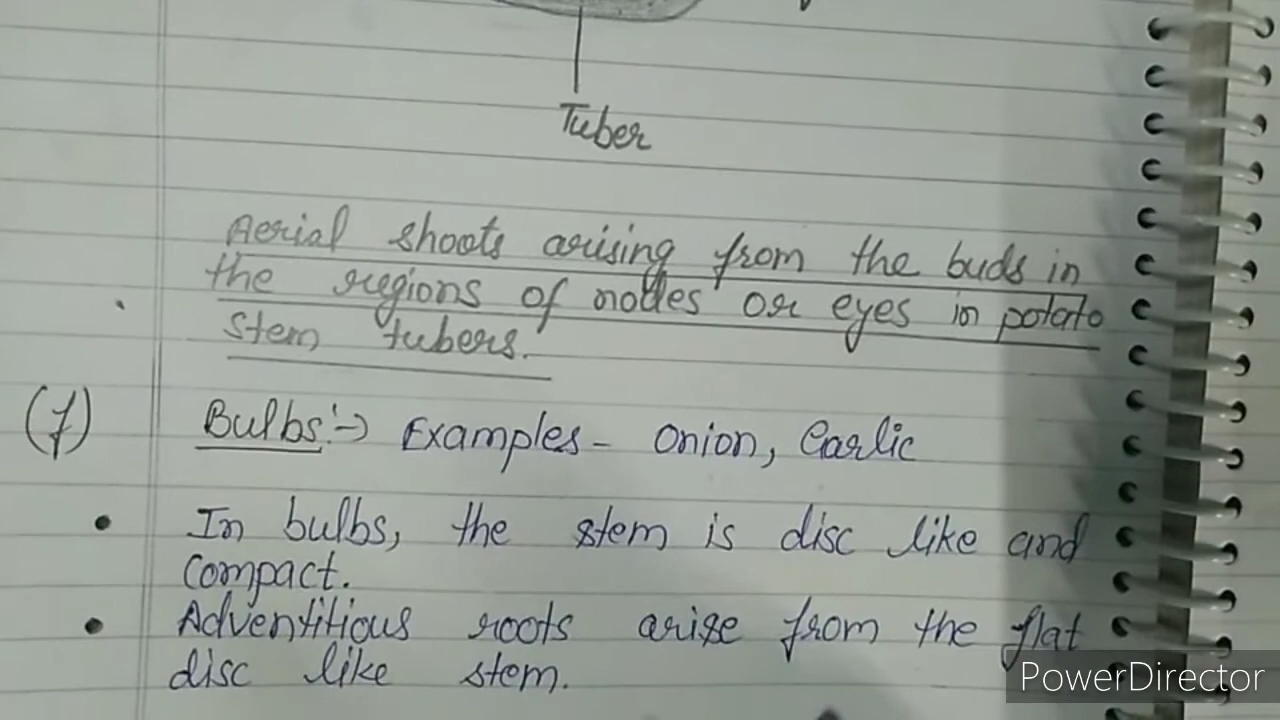 Tuber
Aerial shoots arising from the buds in
the regions of nodes or eyes in potato
stem tubers.
(f) Bulbs:-> Examples - Onion, Garlic
• In bulbs, the stem is disc like and
compact.
• Adventitious roots arise from the flat
disc like stem.
PowerDirector